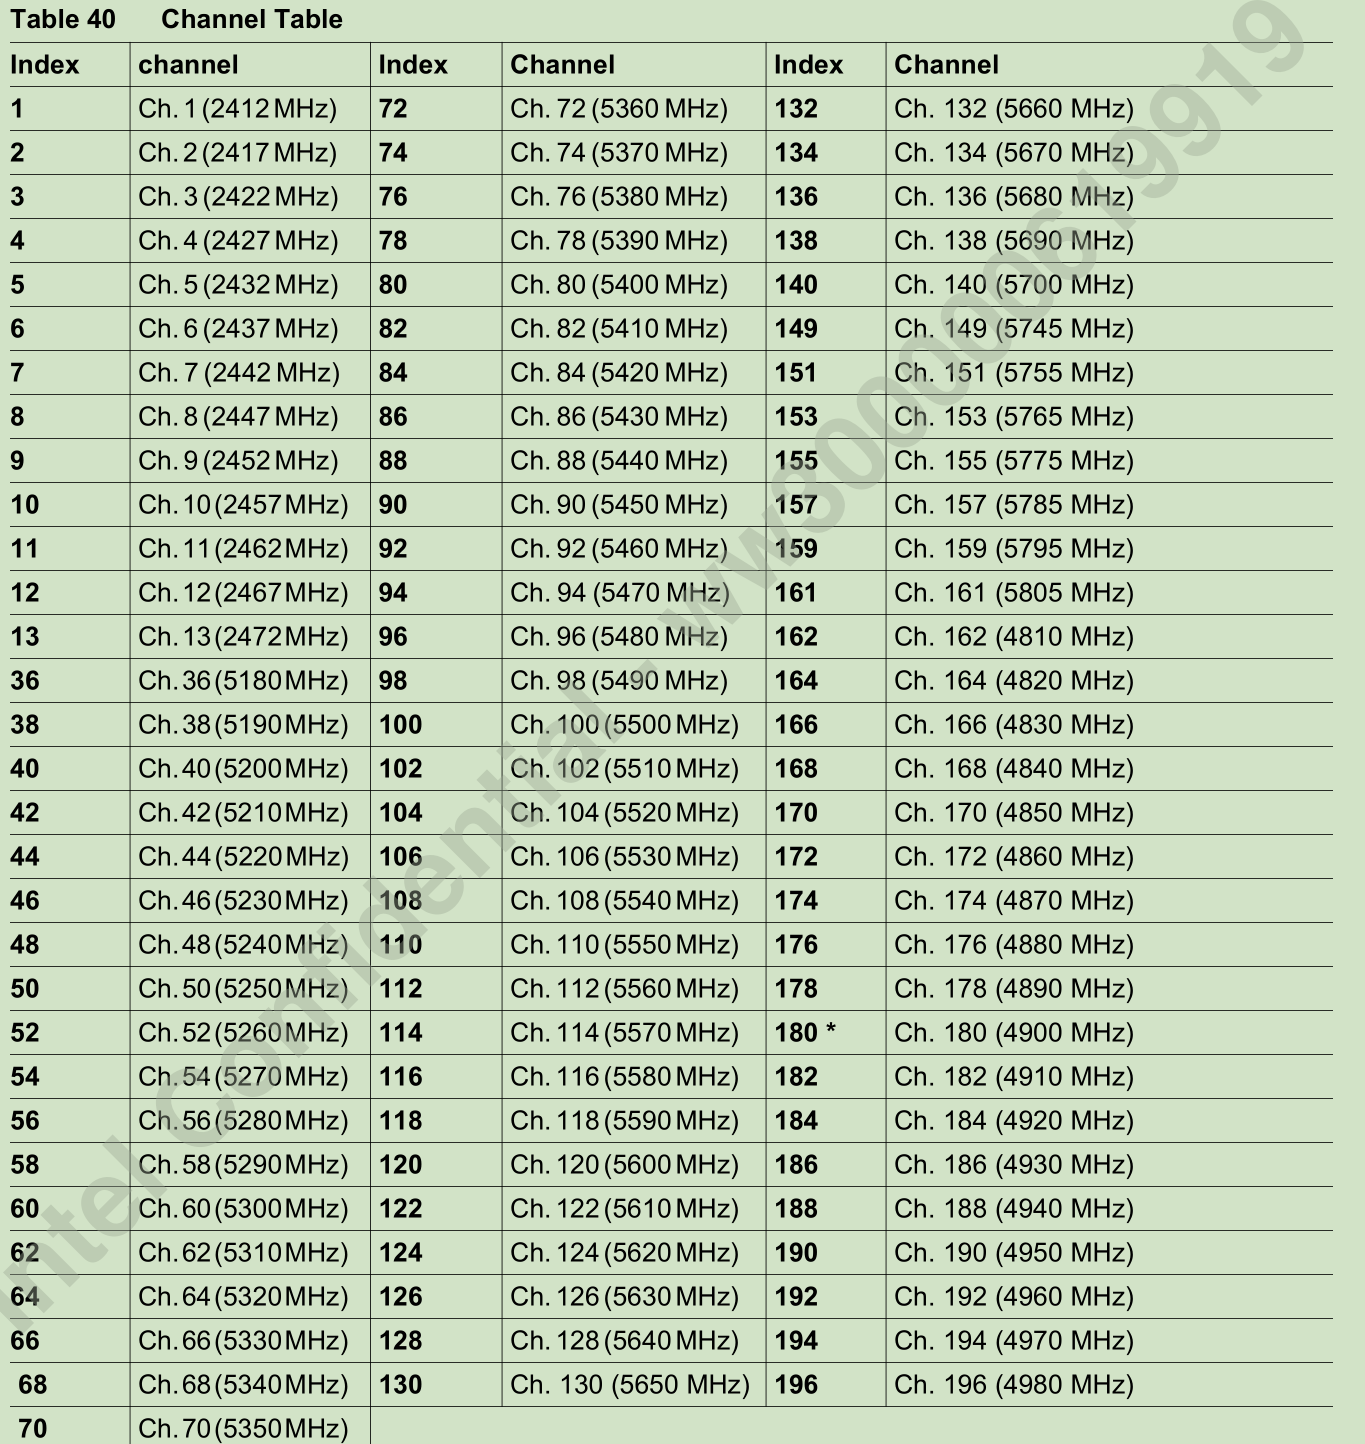 Table 40 Channel Table
Index channel Index Channel Index Channel
1 Ch. 1 (2412 MHz) 72 Ch. 72 (5360 MHz) 132 Ch. 132 (5660 MHz)
2 Ch. 2 (2417 MHz) 74 Ch. 74 (5370 MHz) 134 Ch. 134 (5670 MHz)
3 Ch. 3 (2422 MHz) 76 Ch. 76 (5380 MHz) 136 Ch. 136 (5680 MHz)
4 Ch. 4 (2427 MHz) 78 Ch. 78 (5390 MHz) 138 Ch. 138 (5690 MHz)
5 Ch. 5 (2432 MHz) 80 Ch. 80 (5400 MHz) 140 Ch. 140 (5700 MHz)
6 Ch. 6 (2437 MHz) 82 Ch. 82 (5410 MHz) 149 Ch. 149 (5745 MHz)
7 Ch. 7 (2442 MHz) 84 Ch. 84 (5420 MHz) 151 Ch. 151 (5755 MHz)
8 Ch. 8 (2447 MHz) 86 Ch. 86 (5430 MHz) 153 Ch. 153 (5765 MHz)
9 Ch. 9 (2452 MHz) 88 Ch. 88 (5440 MHz) 155 Ch. 155 (5775 MHz)
10 Ch. 10 (2457 MHz) 90 Ch. 90 (5450 MHz) 157 Ch. 157 (5785 MHz)
11 Ch. 11 (2462 MHz) 92 Ch. 92 (5460 MHz) 159 Ch. 159 (5795 MHz)
12 Ch. 12 (2467 MHz) 94 Ch. 94 (5470 MHz) 161 Ch. 161 (5805 MHz)
13 Ch. 13 (2472 MHz) 96 Ch. 96 (5480 MHz) 162 Ch. 162 (4810 MHz)
36 Ch. 36 (5180 MHz) 98 Ch. 98 (5490 MHz) 164 Ch. 164 (4820 MHz)
38 Ch. 38 (5190 MHz) 100 Ch. 100 (5500 MHz) 166 Ch. 166 (4830 MHz)
40 Ch. 40 (5200 MHz) 102 Ch. 102 (5510 MHz) 168 Ch. 168 (4840 MHz)
42 Ch. 42 (5210 MHz) 104 Ch. 104 (5520 MHz) 170 Ch. 170 (4850 MHz)
44 Ch. 44 (5220 MHz) 106 Ch. 106 (5530 MHz) 172 Ch. 172 (4860 MHz)
46 Ch. 46 (5230 MHz) 108 Ch. 108 (5540 MHz) 174 Ch. 174 (4870 MHz)
48 Ch. 48 (5240 MHz) 110 Ch. 110 (5550 MHz) 176 Ch. 176 (4880 MHz)
50 Ch. 50 (5250 MHz) 112 Ch. 112 (5560 MHz) 178 Ch. 178 (4890 MHz)
52 Ch. 52 (5260 MHz) 114 Ch. 114 (5570 MHz) 180 * Ch. 180 (4900 MHz)
54 Ch. 54 (5270 MHz) 116 Ch. 116 (5580 MHz) 182 Ch. 182 (4910 MHz)
56 Ch. 56 (5280 MHz) 118 Ch. 118 (5590 MHz) 184 Ch. 184 (4920 MHz)
58 Ch. 58 (5290 MHz) 120 Ch. 120 (5600 MHz) 186 Ch. 186 (4930 MHz)
60 Ch. 60 (5300 MHz) 122 Ch. 122 (5610 MHz) 188 Ch. 188 (4940 MHz)
62 Ch. 62 (5310 MHz) 124 Ch. 124 (5620 MHz) 190 Ch. 190 (4950 MHz)
64 Ch. 64 (5320 MHz) 126 Ch. 126 (5630 MHz) 192 Ch. 192 (4960 MHz)
66 Ch. 66 (5330 MHz) 128 Ch. 128 (5640 MHz) 194 Ch. 194 (4970 MHz)
68 Ch. 68 (5340 MHz) 130 Ch. 130 (5650 MHz) 196 Ch. 196 (4980 MHz)
70 Ch. 70 (5350 MHz)
Intel Confidential - ww30000619919